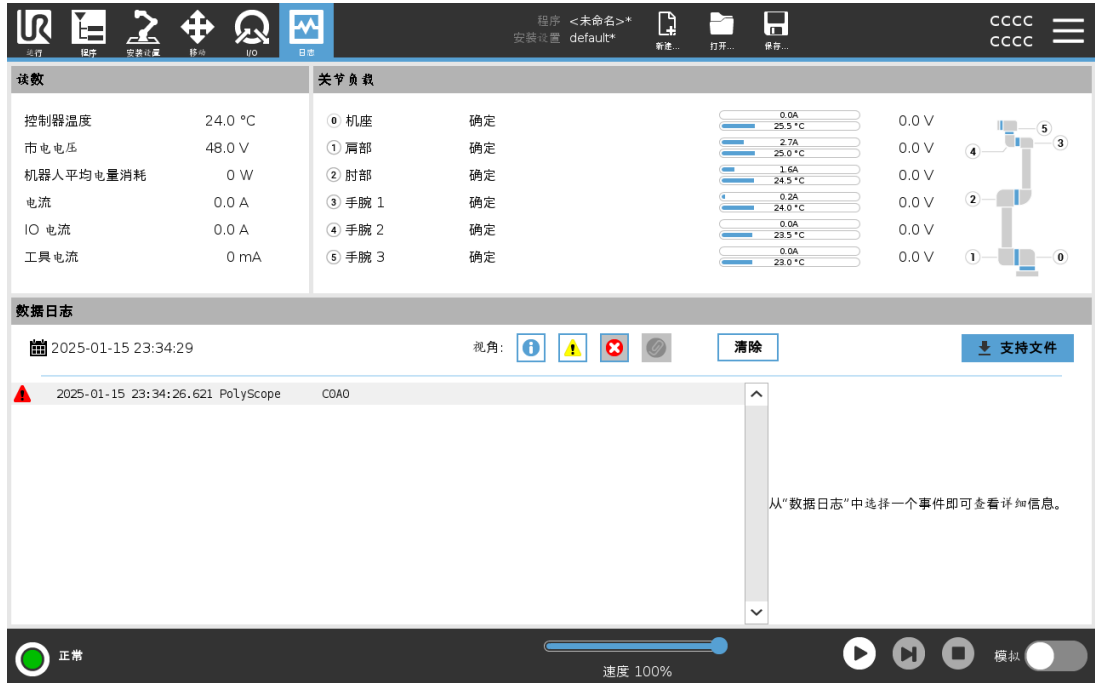 UR
运行 程序 安装设置 移动 I/O 日志
程序 <未命名>*
安装设置 default*
新建... 打开... 保存...
CCCC
CCCC
读数
关节负载
控制器温度 24.0 °C
市电电压 48.0 V
机器人平均电量消耗 0 W
电流 0.0 A
IO 电流 0.0 A
工具电流 0 mA
0 机座 确定 0.0A 25.5 °C 0.0 V
1 肩部 确定 2.7A 25.0 °C 0.0 V
2 肘部 确定 1.6A 24.5 °C 0.0 V
3 手腕 1 确定 0.2A 24.0 °C 0.0 V
4 手腕 2 确定 0.0A 23.5 °C 0.0 V
5 手腕 3 确定 0.0A 23.0 °C 0.0 V
5
3
4
2
1 0
数据日志
2025-01-15 23:34:29 视角: 清除 支持文件
2025-01-15 23:34:26.621 PolyScope C0A0
从“数据日志”中选择一个事件即可查看详细信息。
正常
速度 100%
模拟